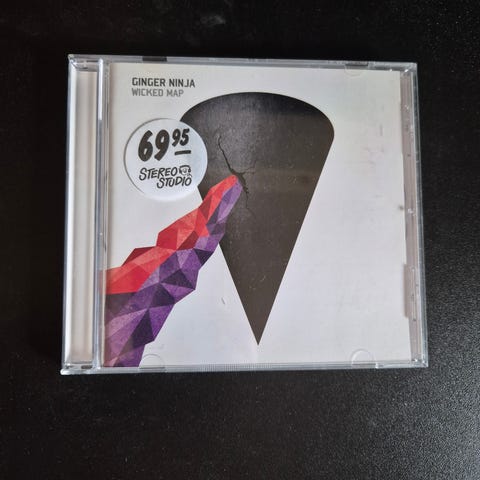 GINGER NINJA
WICKED MAP
69 95
STEREO
STUDIO